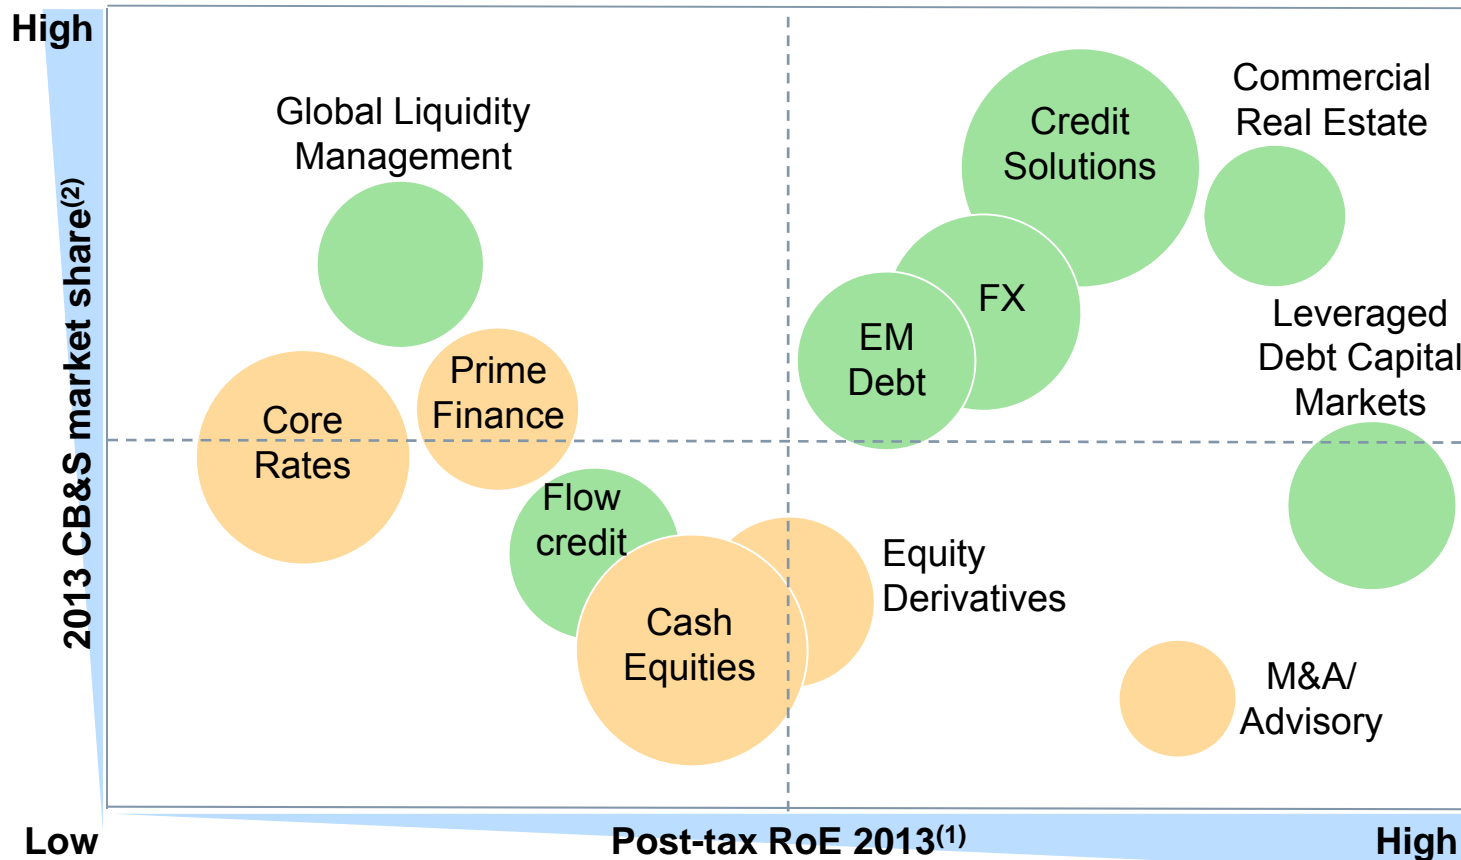 High
Global Liquidity
Management
Credit
Solutions
Commercial
Real Estate
2013 CB&S market share(2)
FX
EM
Debt
Leveraged
Debt Capital
Markets
Prime
Finance
Core
Rates
Flow
credit
Equity
Derivatives
Cash
Equities
M&A/
Advisory
Low
Post-tax RoE 2013(1)
High